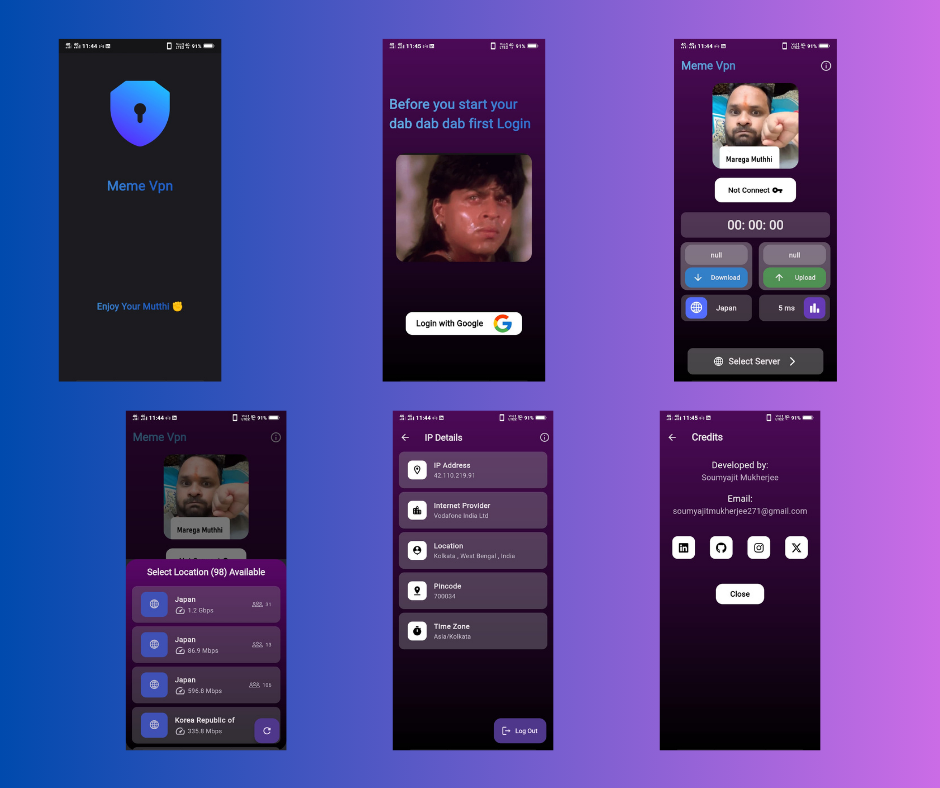 11:44
91%
Meme Vpn
Enjoy Your Mutthi ✊
11:45
91%
Before you start your
dab dab dab first Login
Login with Google
11:44
91%
Meme Vpn
Marega Muthhi
Not Connect
00: 00: 00
null
null
Download
Upload
Japan
5 ms
Select Server
11:44
91%
Meme Vpn
Marega Muthhi
Select Location (98) Available
Japan
1.2 Gbps
Japan
86.9 Mbps
Japan
596.8 Mbps
Korea Republic of
335.8 Mbps
11:44
91%
IP Details
IP Address
42.110.219.91
Internet Provider
Vodafone India Ltd
Location
Kolkata , West Bengal , India
Pincode
700034
Time Zone
Asia/Kolkata
Log Out
11:45
91%
Credits
Developed by:
Soumyajit Mukherjee
Email:
soumyajitmukherjee271@gmail.com
Close